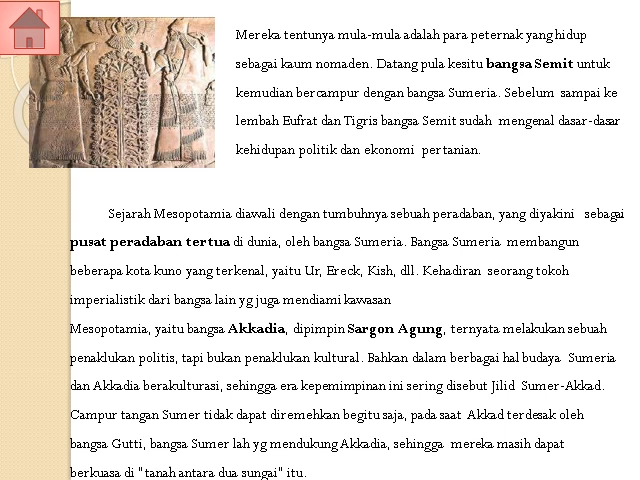 Mereka tentunya mula-mula adalah para peternak yang hidup
sebagai kaum nomaden. Datang pula kesitu bangsa Semit untuk
kemudian bercampur dengan bangsa Sumeria. Sebelum sampai ke
lembah Eufrat dan Tigris bangsa Semit sudah mengenal dasar-dasar
kehidupan politik dan ekonomi pertanian.
Sejarah Mesopotamia diawali dengan tumbuhnya sebuah peradaban, yang diyakini sebagai
pusat peradaban tertua di dunia, oleh bangsa Sumeria. Bangsa Sumeria membangun
beberapa kota kuno yang terkenal, yaitu Ur, Ereck, Kish, dll. Kehadiran seorang tokoh
imperialistik dari bangsa lain yg juga mendiami kawasan
Mesopotamia, yaitu bangsa Akkadia, dipimpin Sargon Agung, ternyata melakukan sebuah
penaklukan politis, tapi bukan penaklukan kultural. Bahkan dalam berbagai hal budaya Sumeria
dan Akkadia berakulturasi, sehingga era kepemimpinan ini sering disebut Jilid Sumer-Akkad.
Campur tangan Sumer tidak dapat diremehkan begitu saja, pada saat Akkad terdesak oleh
bangsa Gutti, bangsa Sumer lah yg mendukung Akkadia, sehingga mereka masih dapat
berkuasa di "tanah antara dua sungai" itu.